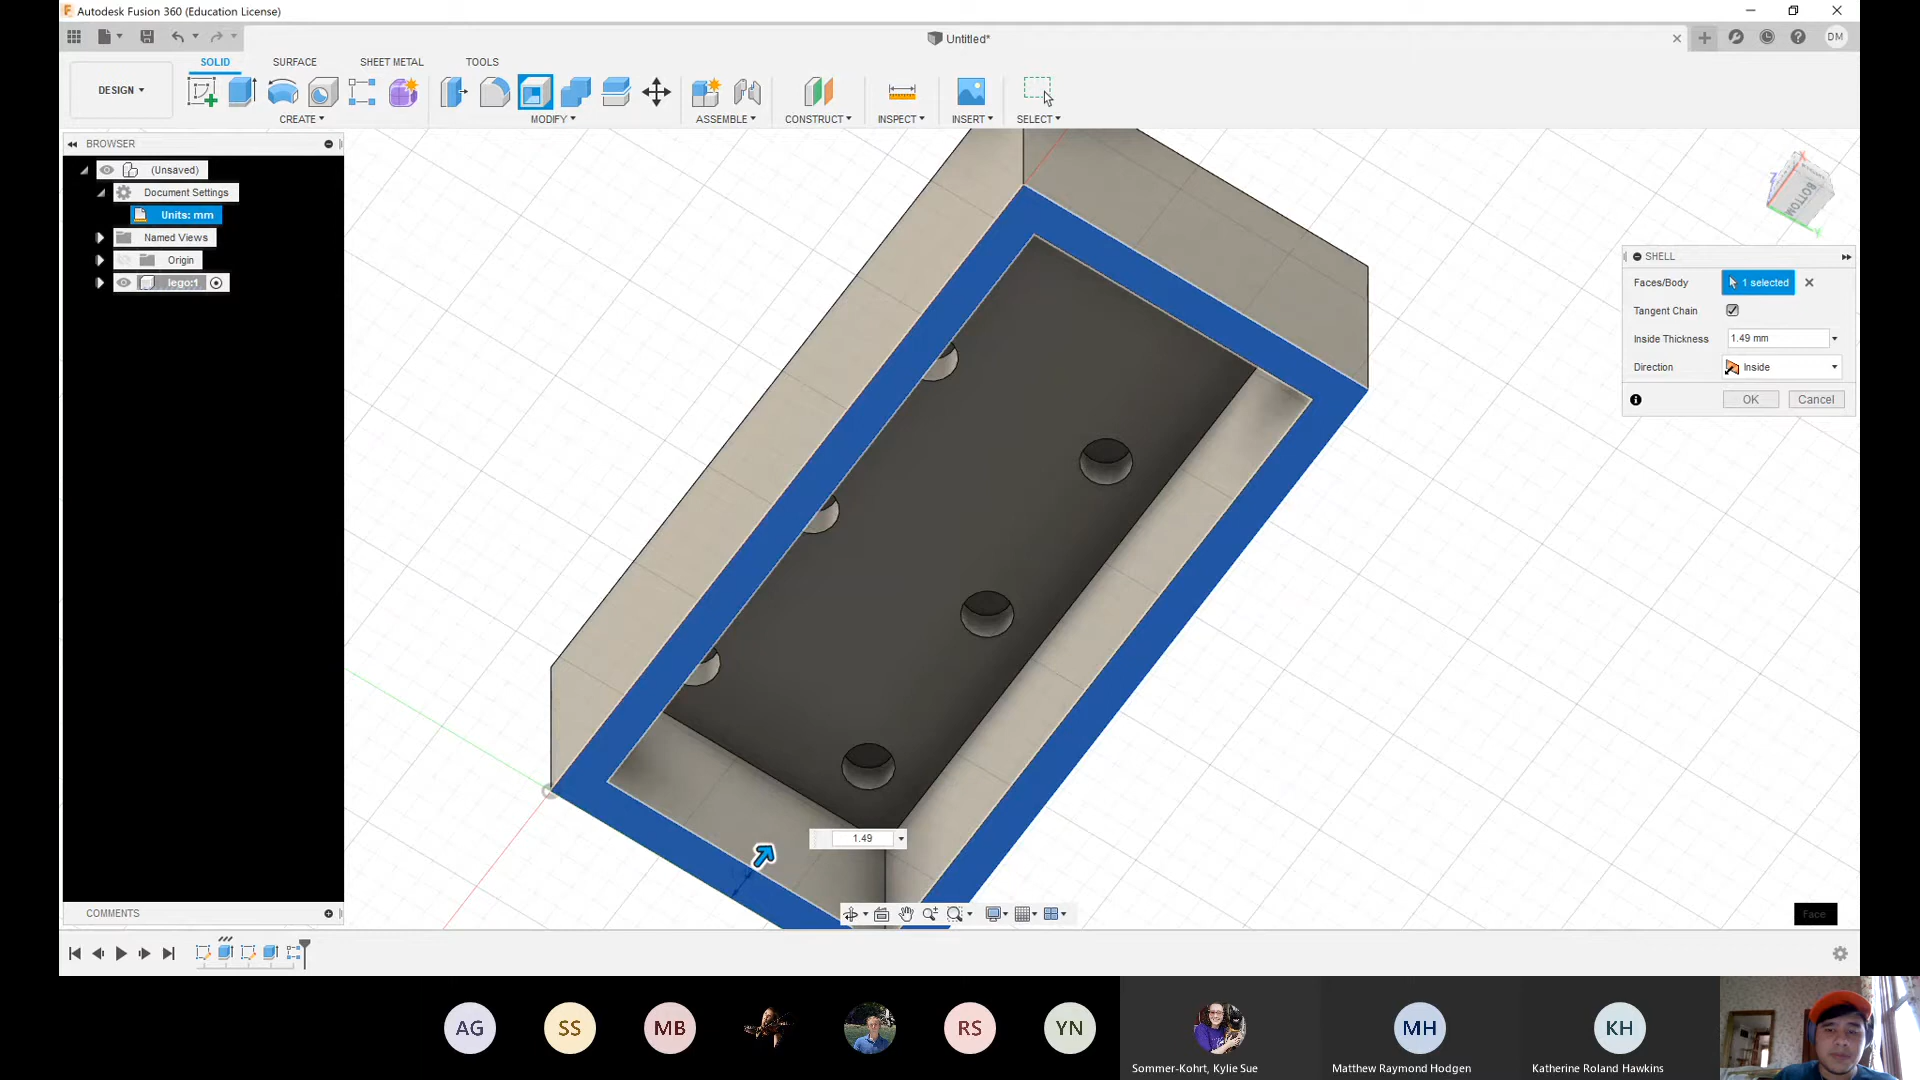 Autodesk Fusion 360 (Education License)
Untitled*
DM
SOLID
SURFACE
SHEET METAL
TOOLS
DESIGN
CREATE
MODIFY
ASSEMBLE
CONSTRUCT
INSPECT
INSERT
SELECT
BROWSER
(Unsaved)
Document Settings
Units: mm
Named Views
Origin
lego:1
BOTTOM
X
Z
Y
SHELL
Faces/Body
1 selected
Tangent Chain
Inside Thickness
1.49 mm
Direction
Inside
OK
Cancel
1.49
COMMENTS
Face
AG
SS
MB
RS
YN
MH
KH
Sommer-Kohrt, Kylie Sue
Matthew Raymond Hodgen
Katherine Roland Hawkins